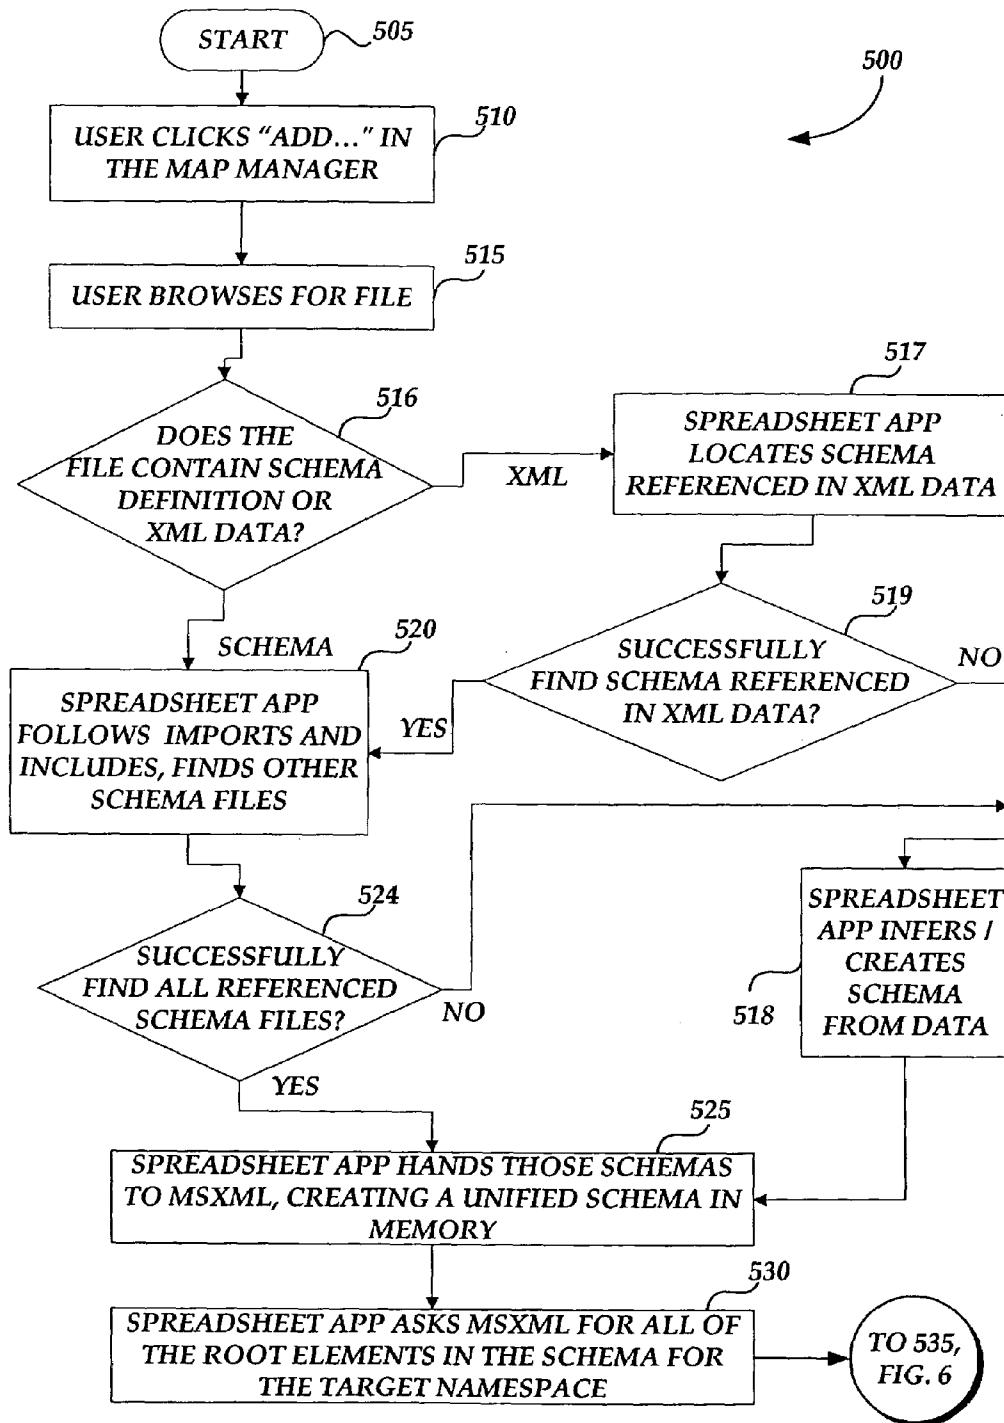 START
505
500
USER CLICKS “ADD...” IN
THE MAP MANAGER
510
USER BROWSES FOR FILE
515
DOES THE
FILE CONTAIN SCHEMA
DEFINITION OR
XML DATA?
516
XML
SPREADSHEET APP
LOCATES SCHEMA
REFERENCED IN XML DATA
517
SCHEMA
SUCCESSFULLY
FIND SCHEMA REFERENCED
IN XML DATA?
519
NO
YES
SPREADSHEET APP
FOLLOWS IMPORTS AND
INCLUDES, FINDS OTHER
SCHEMA FILES
520
SUCCESSFULLY
FIND ALL REFERENCED
SCHEMA FILES?
524
NO
YES
SPREADSHEET
APP INFERS /
CREATES
SCHEMA
FROM DATA
518
SPREADSHEET APP HANDS THOSE SCHEMAS
TO MSXML, CREATING A UNIFIED SCHEMA IN
MEMORY
525
SPREADSHEET APP ASKS MSXML FOR ALL OF
THE ROOT ELEMENTS IN THE SCHEMA FOR
THE TARGET NAMESPACE
530
TO 535,
FIG. 6